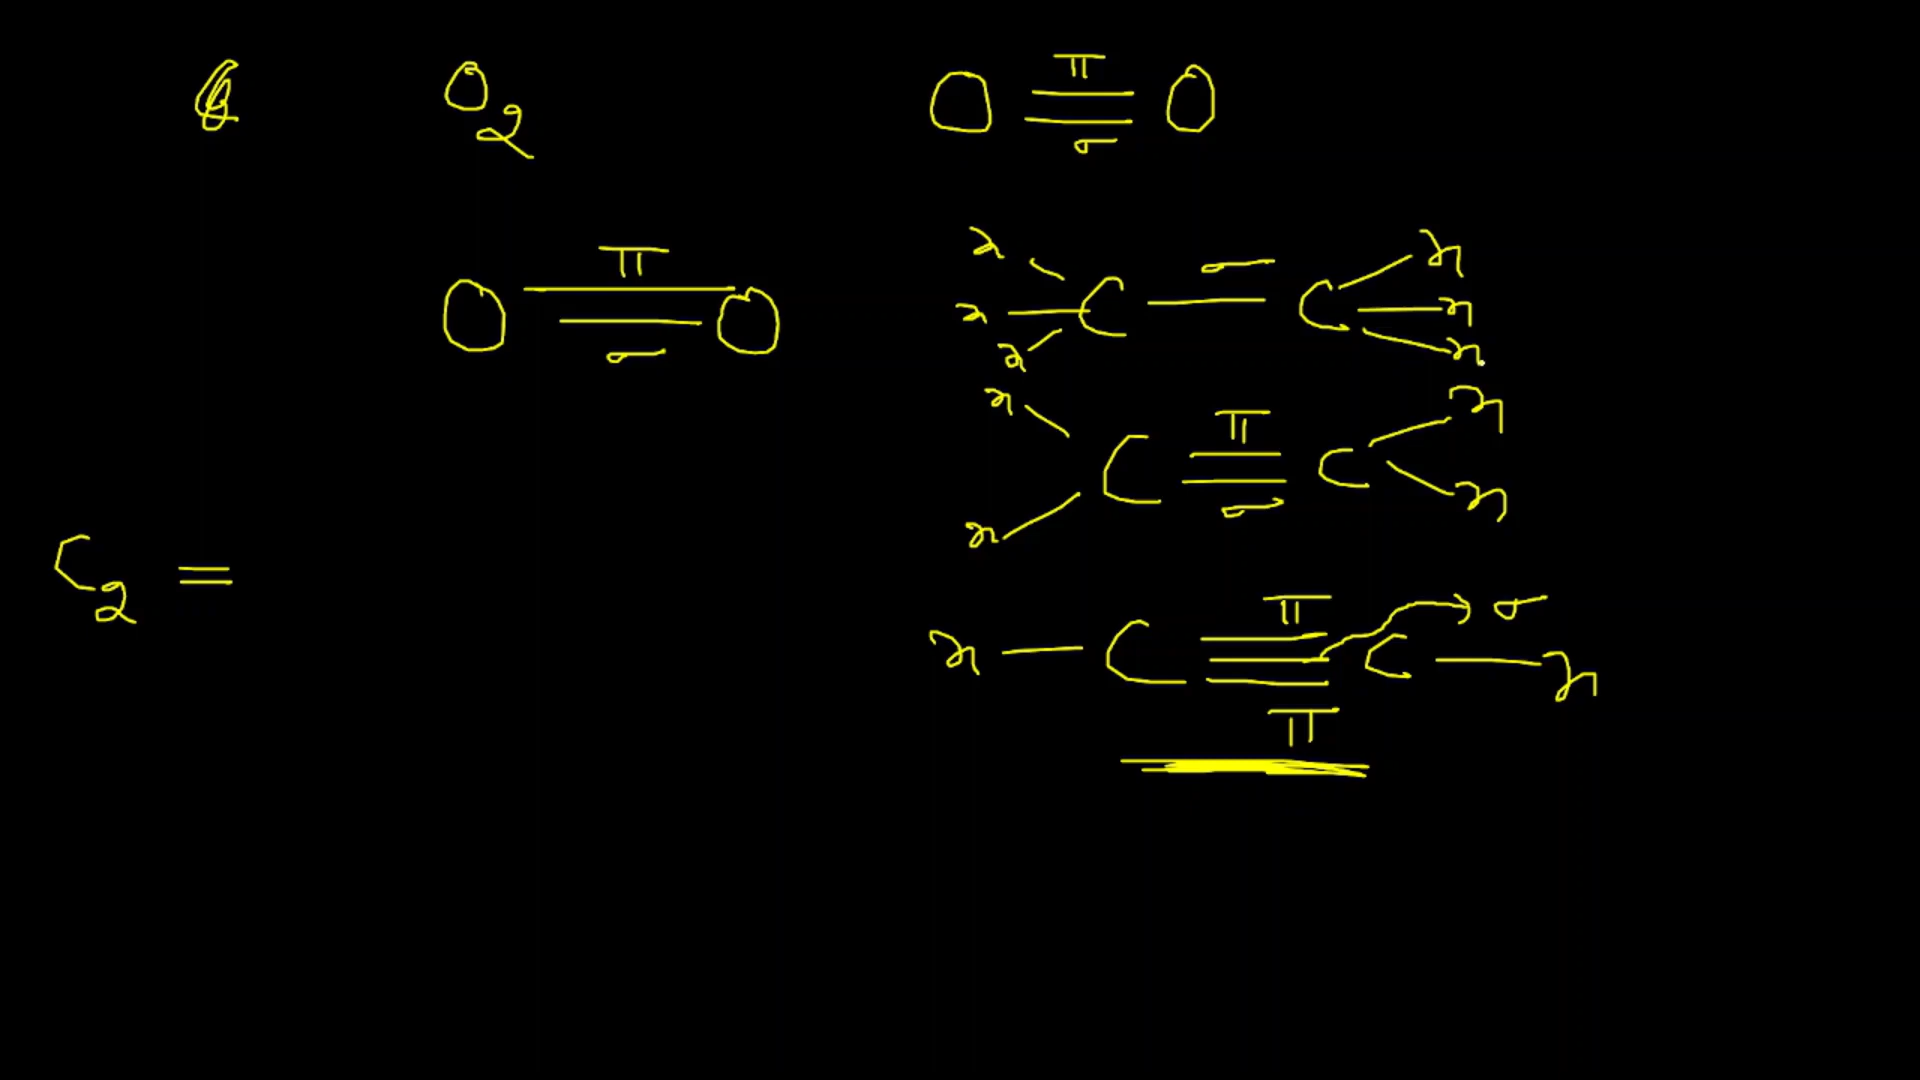 O₂
π
O = O
σ
π
O = O
σ
x x x C — C x x x
σ
π
x x C = C x x
σ
C₂ =
π → σ
x — C ≡ C — x
π